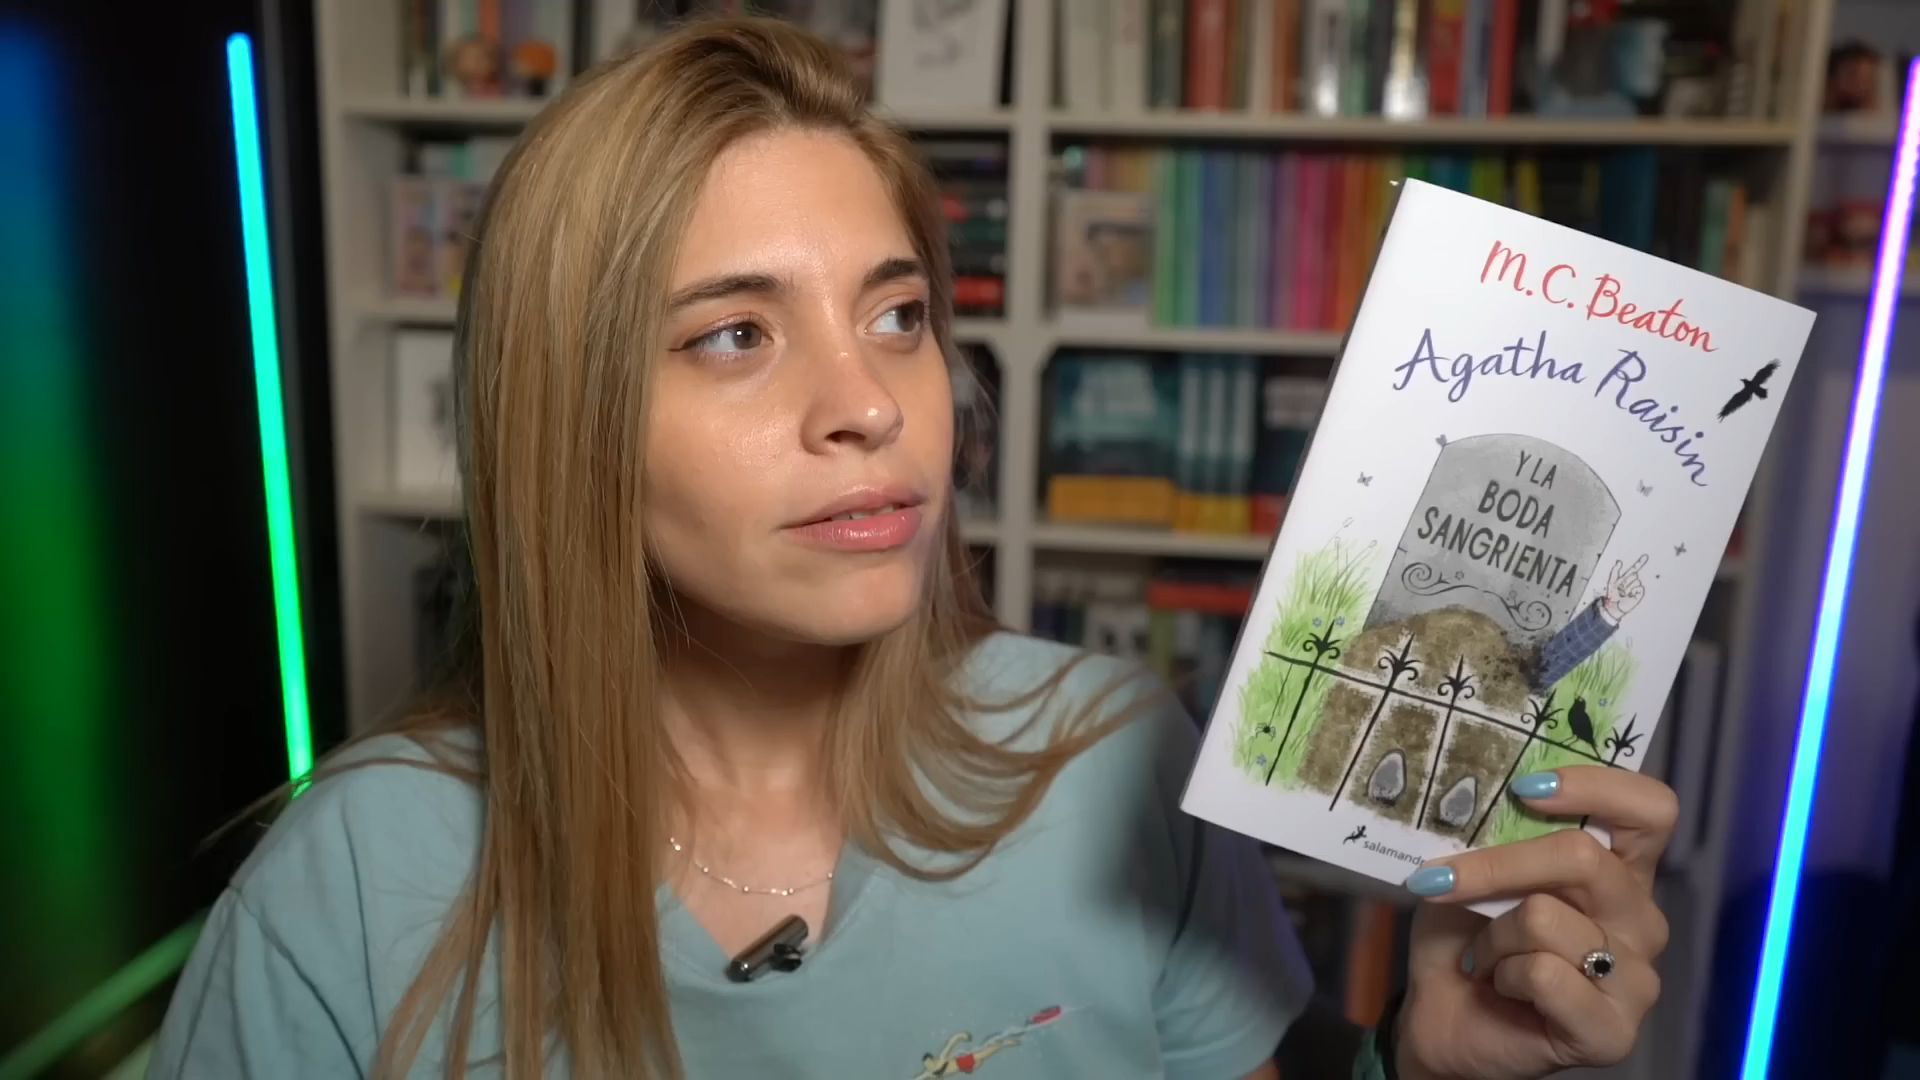 M.C. Beaton
Agatha Raisin
Y LA
BODA
SANGRIENTA